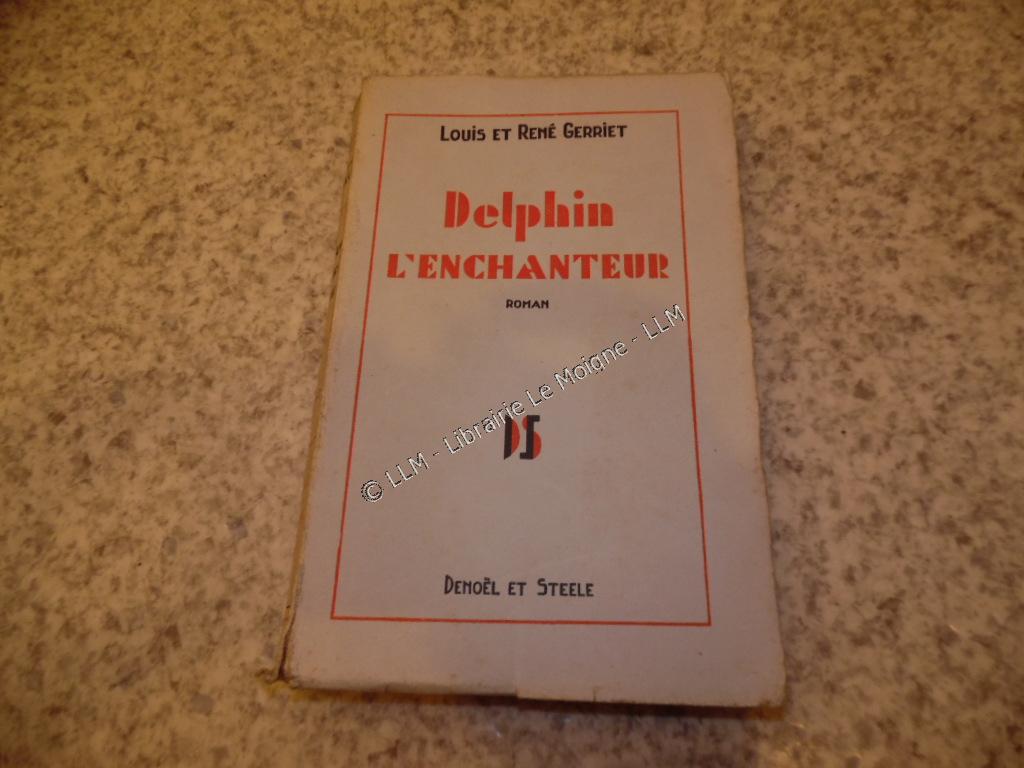 Louis et René Gerriet
Delphin
L'ENCHANTEUR
ROMAN
© LLM - Librairie Le Moigne - LLM
DS
Denoël et Steele